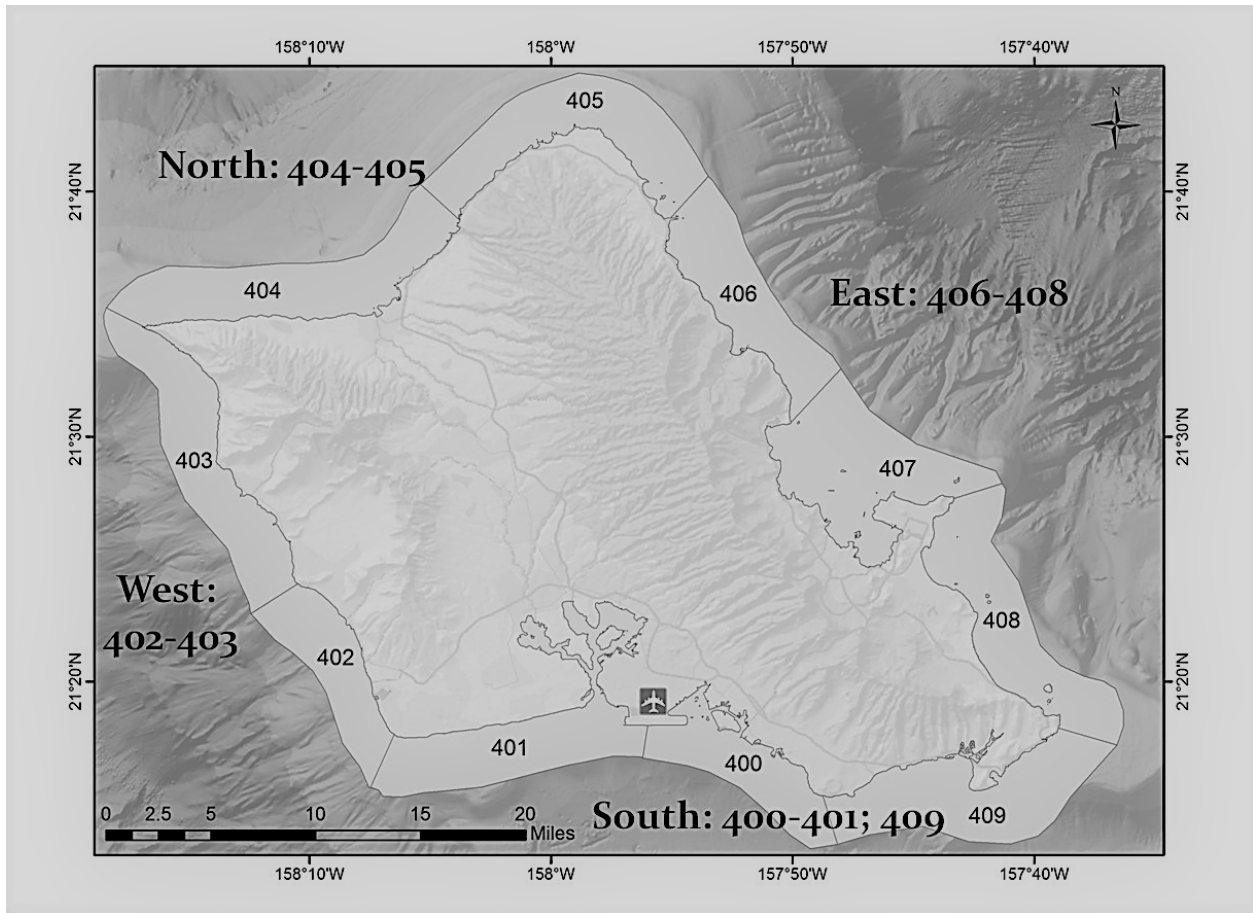 158°10'W 158°W 157°50'W 157°40'W
N
405
North: 404-405
21°40'N 21°40'N
404
406
East: 406-408
21°30'N 21°30'N
403
407
West:
402-403
408
402
21°20'N 21°20'N
401
400
0 2.5 5 10 15 20
Miles
South: 400-401; 409
409
158°10'W 158°W 157°50'W 157°40'W